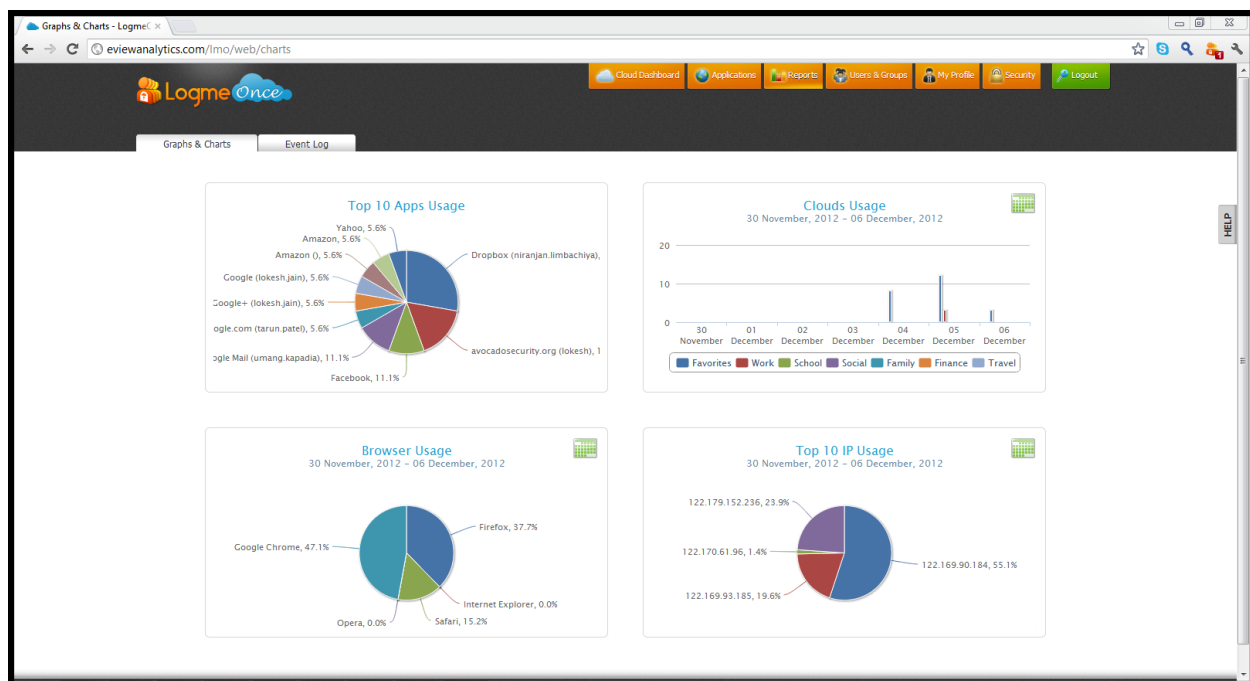 Graphs & Charts - LogmeC
eviewanalytics.com/lmo/web/charts
Logme Once
Cloud Dashboard
Applications
Reports
Users & Groups
My Profile
Security
Logout
Graphs & Charts
Event Log
HELP
Top 10 Apps Usage
Yahoo, 5.6%
Amazon, 5.6%
Amazon (), 5.6%
Google (lokesh.jain), 5.6%
Google+ (lokesh.jain), 5.6%
ogle.com (tarun.patel), 5.6%
ogle Mail (umang.kapadia), 11.1%
Facebook, 11.1%
Dropbox (niranjan.limbachiya),
avocadosecurity.org (lokesh), 1
Clouds Usage
30 November, 2012 - 06 December, 2012
20
10
0
30 November
01 December
02 December
03 December
04 December
05 December
06 December
Favorites Work School Social Family Finance Travel
Browser Usage
30 November, 2012 - 06 December, 2012
Firefox, 37.7%
Google Chrome, 47.1%
Internet Explorer, 0.0%
Safari, 15.2%
Opera, 0.0%
Top 10 IP Usage
30 November, 2012 - 06 December, 2012
122.179.152.236, 23.9%
122.170.61.96, 1.4%
122.169.90.184, 55.1%
122.169.93.185, 19.6%